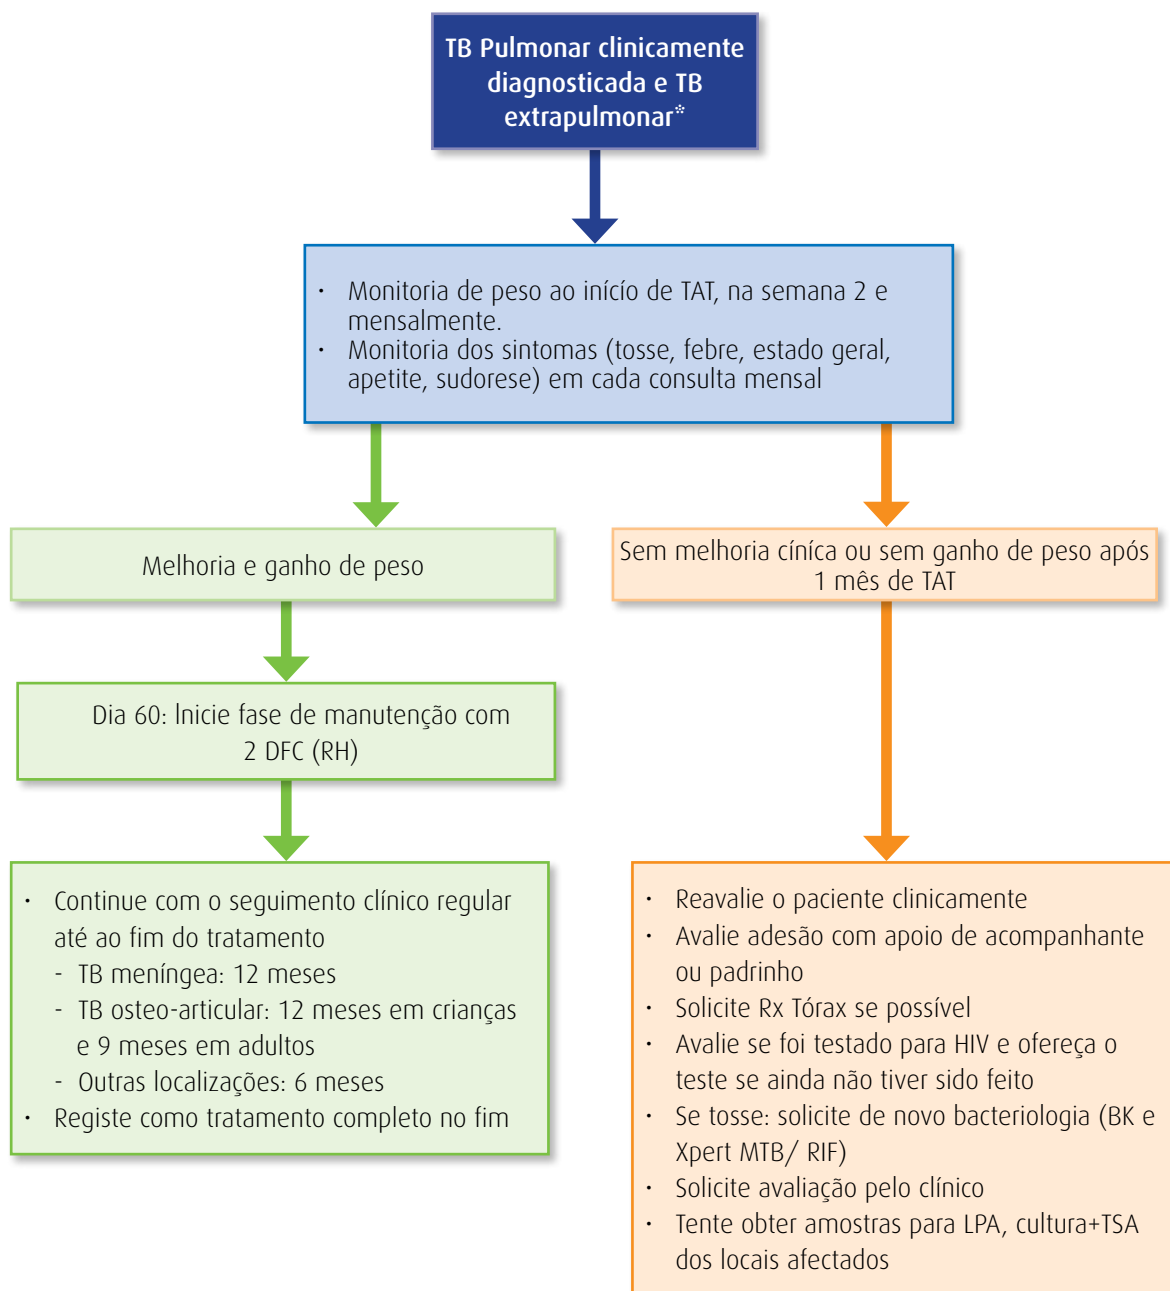 TB Pulmonar clinicamente
diagnosticada e TB
extrapulmonar*
· Monitoria de peso ao inícío de TAT, na semana 2 e
mensalmente.
· Monitoria dos sintomas (tosse, febre, estado geral,
apetite, sudorese) em cada consulta mensal
Melhoria e ganho de peso
Sem melhoria cíníca ou sem ganho de peso após
1 mês de TAT
Dia 60: Inicie fase de manutenção com
2 DFC (RH)
· Continue com o seguimento clínico regular
até ao fim do tratamento
- TB meníngea: 12 meses
- TB osteo-articular: 12 meses em crianças
e 9 meses em adultos
- Outras localizações: 6 meses
· Registe como tratamento completo no fim
· Reavalie o paciente clinicamente
· Avalie adesão com apoio de acompanhante
ou padrinho
· Solicite Rx Tórax se possível
· Avalie se foi testado para HIV e ofereça o
teste se ainda não tiver sido feito
· Se tosse: solicite de novo bacteriologia (BK e
Xpert MTB/ RIF)
· Solicite avaliação pelo clínico
· Tente obter amostras para LPA, cultura+TSA
dos locais afectados